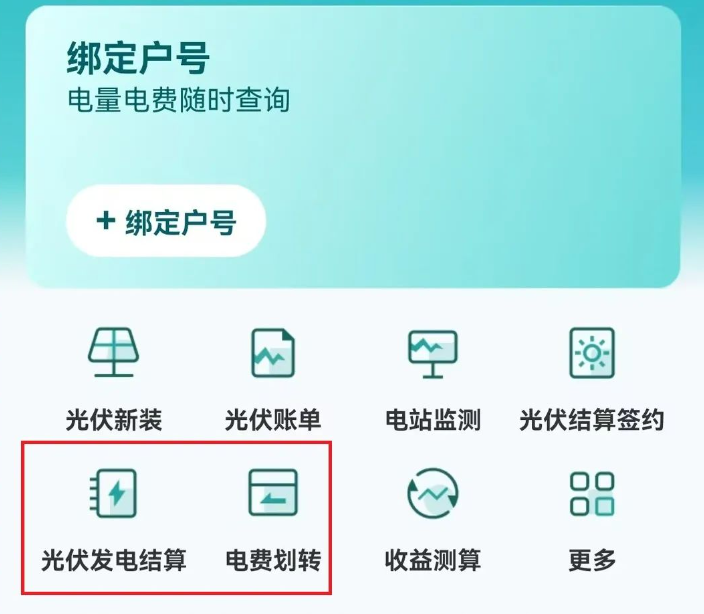 绑定户号
电量电费随时查询
+ 绑定户号
光伏新装 光伏账单 电站监测 光伏结算签约
光伏发电结算 电费划转 收益测算 更多